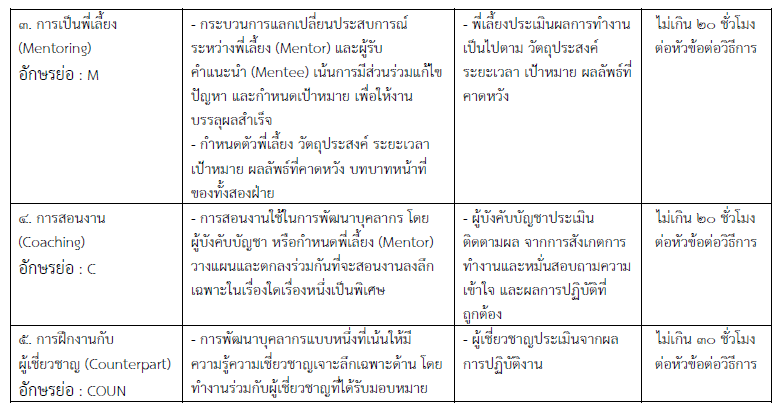 ๓. การเป็นพี่เลี้ยง
(Mentoring)
อักษรย่อ : M
- กระบวนการแลกเปลี่ยนประสบการณ์
ระหว่างพี่เลี้ยง (Mentor) และผู้รับ
คำแนะนำ (Mentee) เน้นการมีส่วนร่วมแก้ไข
ปัญหา และกำหนดเป้าหมาย เพื่อให้งาน
บรรลุผลสำเร็จ
- กำหนดตัวพี่เลี้ยง วัตถุประสงค์ ระยะเวลา
เป้าหมาย ผลลัพธ์ที่คาดหวัง บทบาทหน้าที่
ของทั้งสองฝ่าย
- พี่เลี้ยงประเมินผลการทำงาน
เป็นไปตาม วัตถุประสงค์
ระยะเวลา เป้าหมาย ผลลัพธ์ที่
คาดหวัง
ไม่เกิน ๒๐ ชั่วโมง
ต่อหัวข้อต่อวิธีการ
๔. การสอนงาน
(Coaching)
อักษรย่อ : C
- การสอนงานใช้ในการพัฒนาบุคลากร โดย
ผู้บังคับบัญชา หรือกำหนดพี่เลี้ยง (Mentor)
วางแผนและตกลงร่วมกันที่จะสอนงานลงลึก
เฉพาะในเรื่องใดเรื่องหนึ่งเป็นพิเศษ
- ผู้บังคับบัญชาประเมิน
ติดตามผล จากการสังเกตการ
ทำงานและหมั่นสอบถามความ
เข้าใจ และผลการปฏิบัติที่
ถูกต้อง
ไม่เกิน ๒๐ ชั่วโมง
ต่อหัวข้อต่อวิธีการ
๕. การฝึกงานกับ
ผู้เชี่ยวชาญ (Counterpart)
อักษรย่อ : COUN
- การพัฒนาบุคลากรแบบหนึ่งที่เน้นให้มี
ความรู้ความเชี่ยวชาญเจาะลึกเฉพาะด้าน โดย
ทำงานร่วมกับผู้เชี่ยวชาญที่ได้รับมอบหมาย
- ผู้เชี่ยวชาญประเมินจากผล
การปฏิบัติงาน
ไม่เกิน ๓๐ ชั่วโมง
ต่อหัวข้อต่อวิธีการ